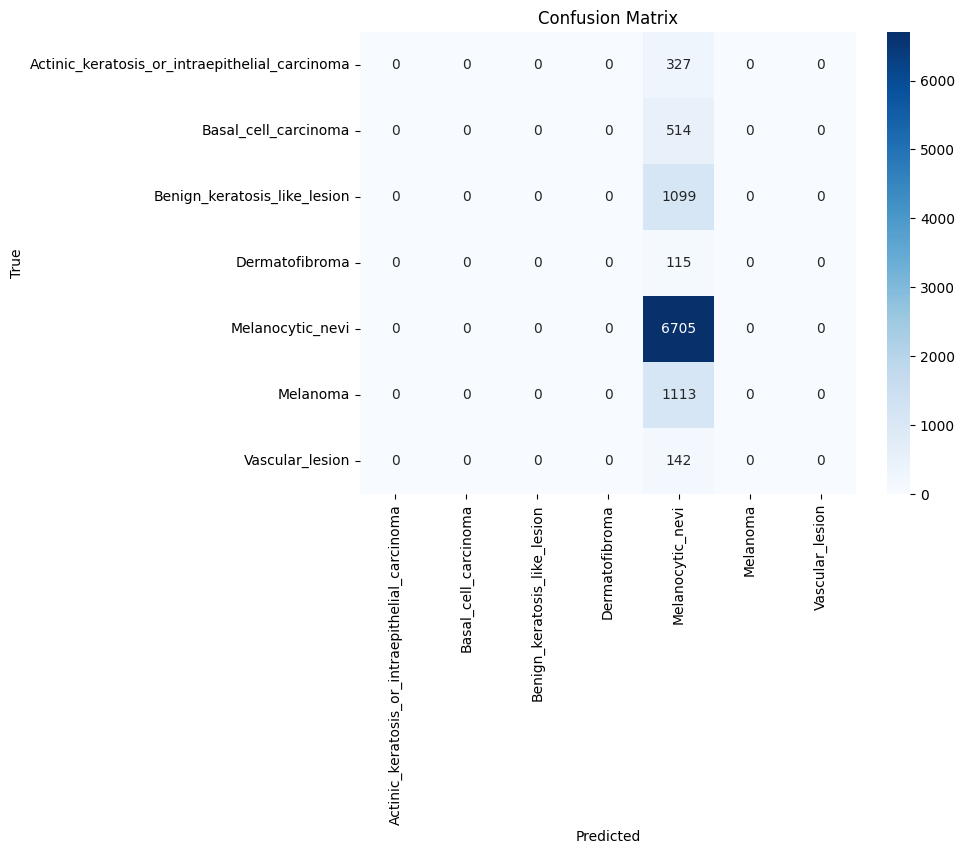 Confusion Matrix
Actinic_keratosis_or_intraepithelial_carcinoma 0 0 0 0 327 0 0
Basal_cell_carcinoma 0 0 0 0 514 0 0
Benign_keratosis_like_lesion 0 0 0 0 1099 0 0
Dermatofibroma 0 0 0 0 115 0 0
Melanocytic_nevi 0 0 0 0 6705 0 0
Melanoma 0 0 0 0 1113 0 0
Vascular_lesion 0 0 0 0 142 0 0
True
Actinic_keratosis_or_intraepithelial_carcinoma
Basal_cell_carcinoma
Benign_keratosis_like_lesion
Dermatofibroma
Melanocytic_nevi
Melanoma
Vascular_lesion
Predicted
6000
5000
4000
3000
2000
1000
0